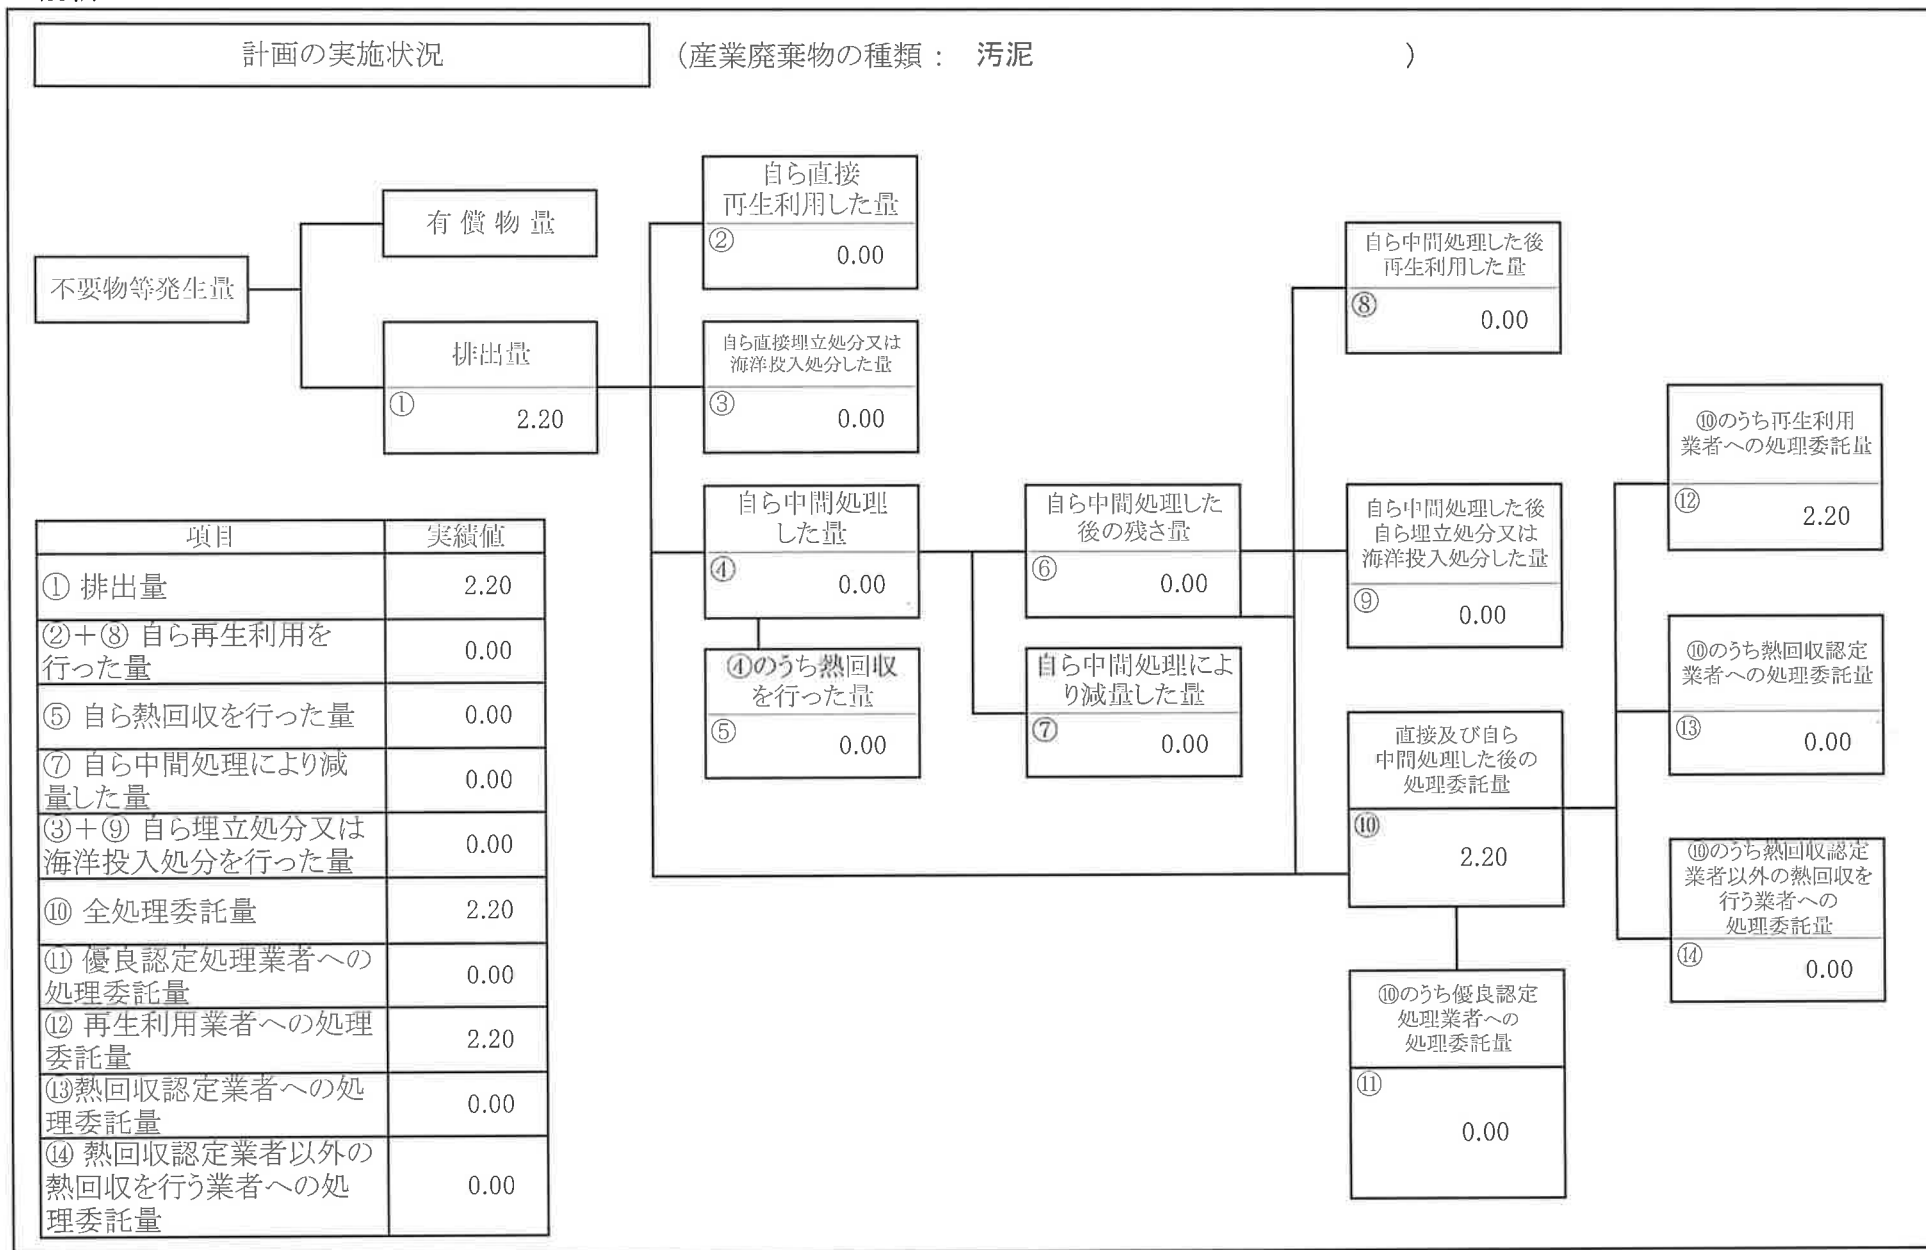 計画の実施状況
(産業廃棄物の種類： 汚泥 )
不要物等発生量
有償物量
排出量
①
2.20
自ら直接
再生利用した量
②
0.00
自ら直接埋立処分又は
海洋投入処分した量
③
0.00
自ら中間処理
した量
④
0.00
④のうち熱回収
を行った量
⑤
0.00
自ら中間処理した
後の残さ量
⑥
0.00
自ら中間処理によ
り減量した量
⑦
0.00
自ら中間処理した後
再生利用した量
⑧
0.00
自ら中間処理した後
自ら埋立処分又は
海洋投入処分した量
⑨
0.00
直接及び自ら
中間処理した後の
処理委託量
⑩
2.20
⑩のうち優良認定
処理業者への
処理委託量
⑪
0.00
⑩のうち再生利用
業者への処理委託量
⑫
2.20
⑩のうち熱回収認定
業者への処理委託量
⑬
0.00
⑩のうち熱回収認定
業者以外の熱回収を
行う業者への
処理委託量
⑭
0.00
項目 実績値
① 排出量 2.20
②＋⑧ 自ら再生利用を
行った量 0.00
⑤ 自ら熱回収を行った量 0.00
⑦ 自ら中間処理により減
量した量 0.00
③＋⑨ 自ら埋立処分又は
海洋投入処分を行った量 0.00
⑩ 全処理委託量 2.20
⑪ 優良認定処理業者への
処理委託量 0.00
⑫ 再生利用業者への処理
委託量 2.20
⑬熱回収認定業者への処
理委託量 0.00
⑭ 熱回収認定業者以外の
熱回収を行う業者への処
理委託量 0.00